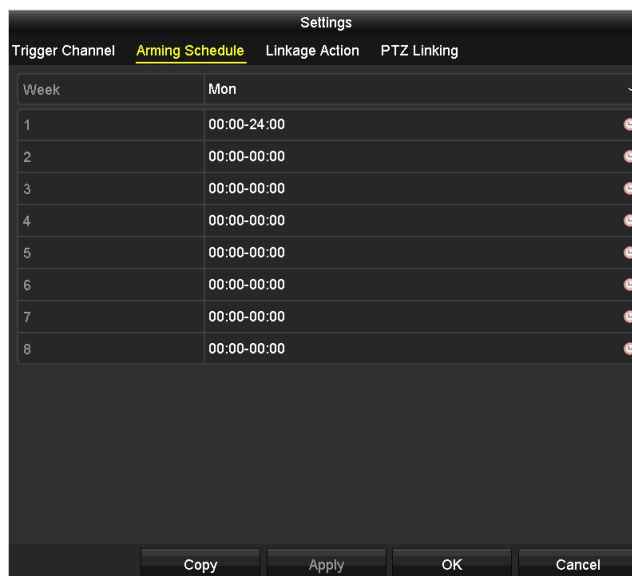 Settings
Trigger Channel Arming Schedule Linkage Action PTZ Linking
Week Mon
1 00:00-24:00
2 00:00-00:00
3 00:00-00:00
4 00:00-00:00
5 00:00-00:00
6 00:00-00:00
7 00:00-00:00
8 00:00-00:00
Copy Apply OK Cancel